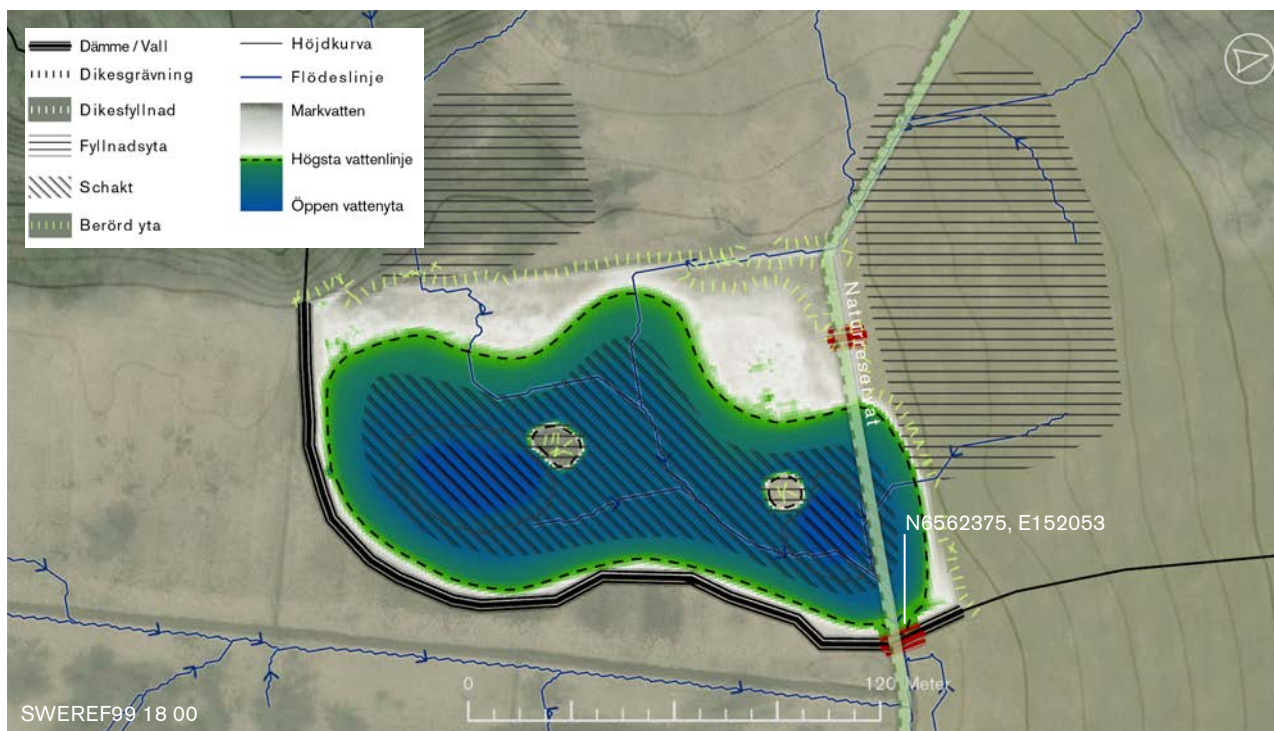 Dämme / Vall
Dikesgrävning
Dikesfyllnad
Fyllnadsyta
Schakt
Berörd yta
Höjdkurva
Flödeslinje
Markvatten
Högsta vattenlinje
Öppen vattenyta
Naturreservat
N6562375, E152053
0
120 Meter
SWEREF99 18 00